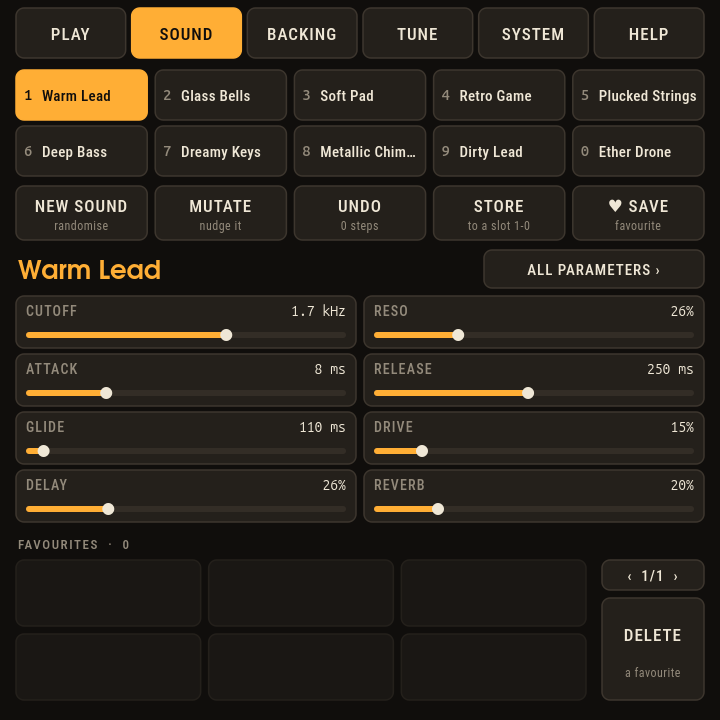 PLAY SOUND BACKING TUNE SYSTEM HELP
1 Warm Lead 2 Glass Bells 3 Soft Pad 4 Retro Game 5 Plucked Strings
6 Deep Bass 7 Dreamy Keys 8 Metallic Chim… 9 Dirty Lead 0 Ether Drone
NEW SOUND MUTATE UNDO STORE ♥ SAVE
randomise nudge it 0 steps to a slot 1-0 favourite
Warm Lead ALL PARAMETERS ›
CUTOFF 1.7 kHz RESO 26%
ATTACK 8 ms RELEASE 250 ms
GLIDE 110 ms DRIVE 15%
DELAY 26% REVERB 20%
FAVOURITES · 0
‹ 1/1 ›
DELETE
a favourite